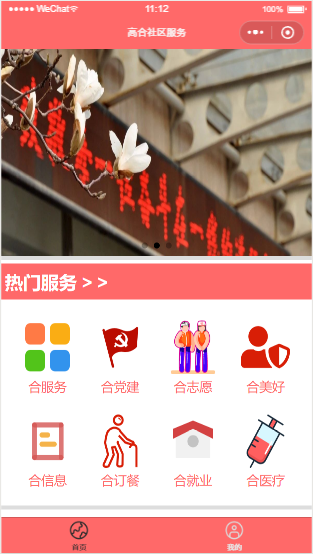 WeChat
11:12
100%
高合社区服务
热门服务 > >
合服务 合党建 合志愿 合美好
合信息 合订餐 合就业 合医疗
首页 我的